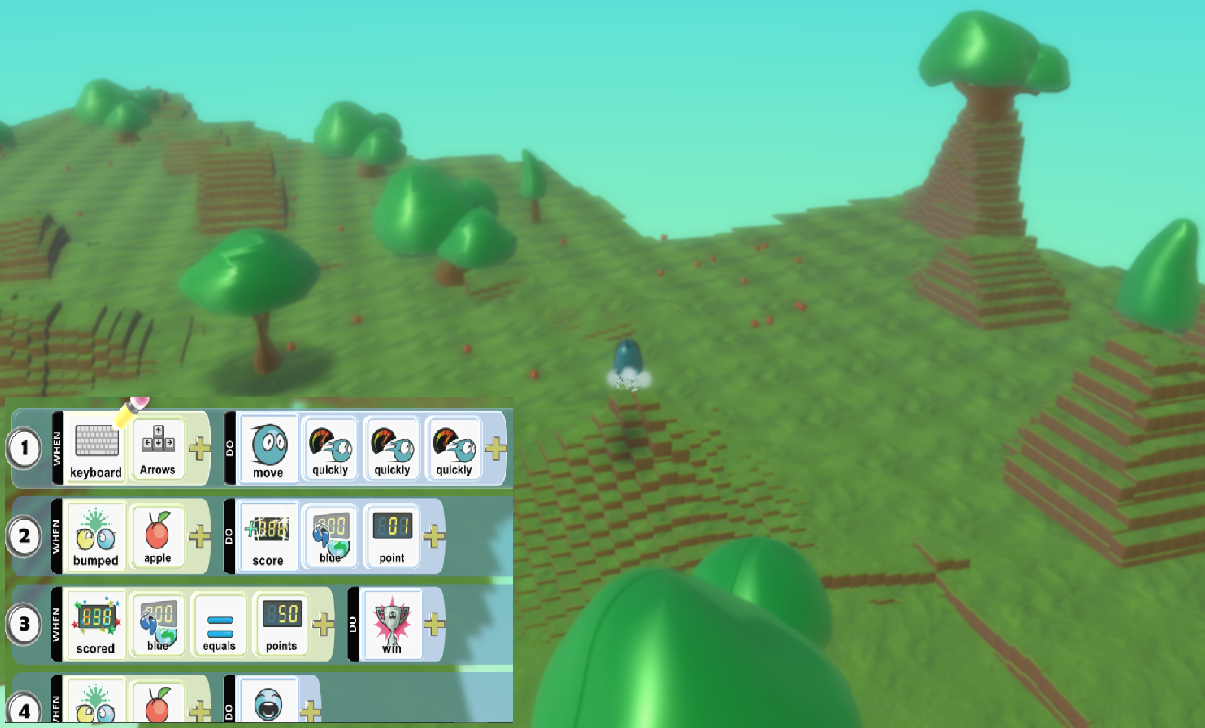 1 WHEN keyboard Arrows DO move quickly quickly quickly
2 WHEN bumped apple DO score blue 01 point
3 WHEN scored blue equals 50 points DO win
4 WHEN DO